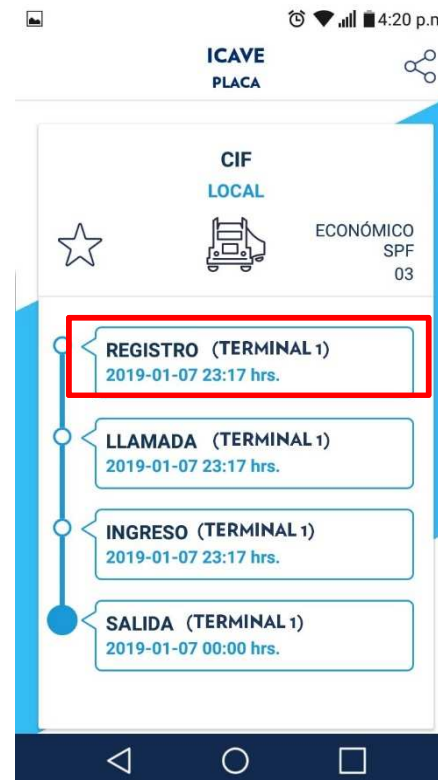 4:20 p.m
ICAVE
PLACA
CIF
LOCAL
ECONÓMICO
SPF
03
REGISTRO (TERMINAL 1)
2019-01-07 23:17 hrs.
LLAMADA (TERMINAL 1)
2019-01-07 23:17 hrs.
INGRESO (TERMINAL 1)
2019-01-07 23:17 hrs.
SALIDA (TERMINAL 1)
2019-01-07 00:00 hrs.